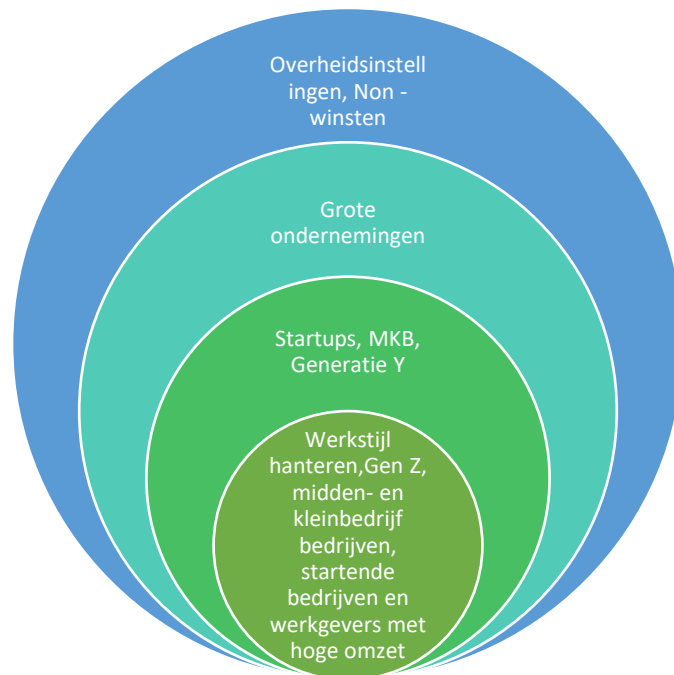 Overheidsinstell
ingen, Non -
winsten
Grote
ondernemingen
Startups, MKB,
Generatie Y
Werkstijl
hanteren,Gen Z,
midden- en
kleinbedrijf
bedrijven,
startende
bedrijven en
werkgevers met
hoge omzet